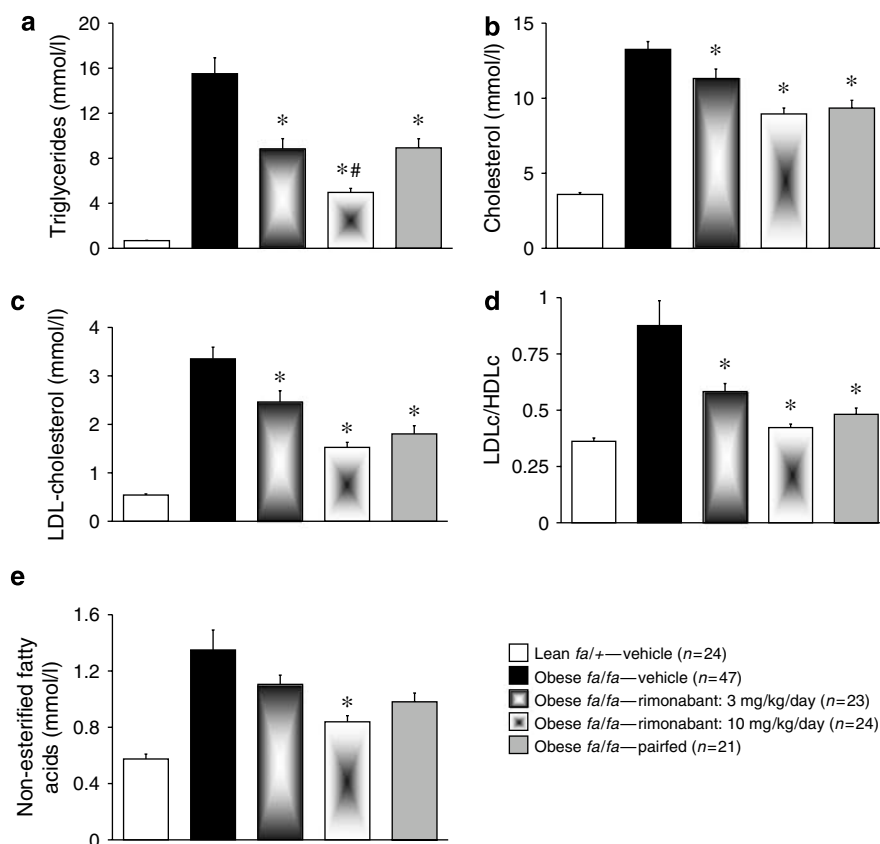 a
Triglycerides (mmol/l)
20
16
12
8
4
0
*
*#
*
b
Cholesterol (mmol/l)
15
10
5
0
*
*
*
c
LDL-cholesterol (mmol/l)
4
3
2
1
0
*
*
*
d
LDLc/HDLc
1
0.75
0.5
0.25
0
*
*
*
e
Non-esterified fatty
acids (mmol/l)
1.6
1.2
0.8
0.4
0
*
Lean fa/+—vehicle (n=24)
Obese fa/fa—vehicle (n=47)
Obese fa/fa—rimonabant: 3 mg/kg/day (n=23)
Obese fa/fa—rimonabant: 10 mg/kg/day (n=24)
Obese fa/fa—pairfed (n=21)